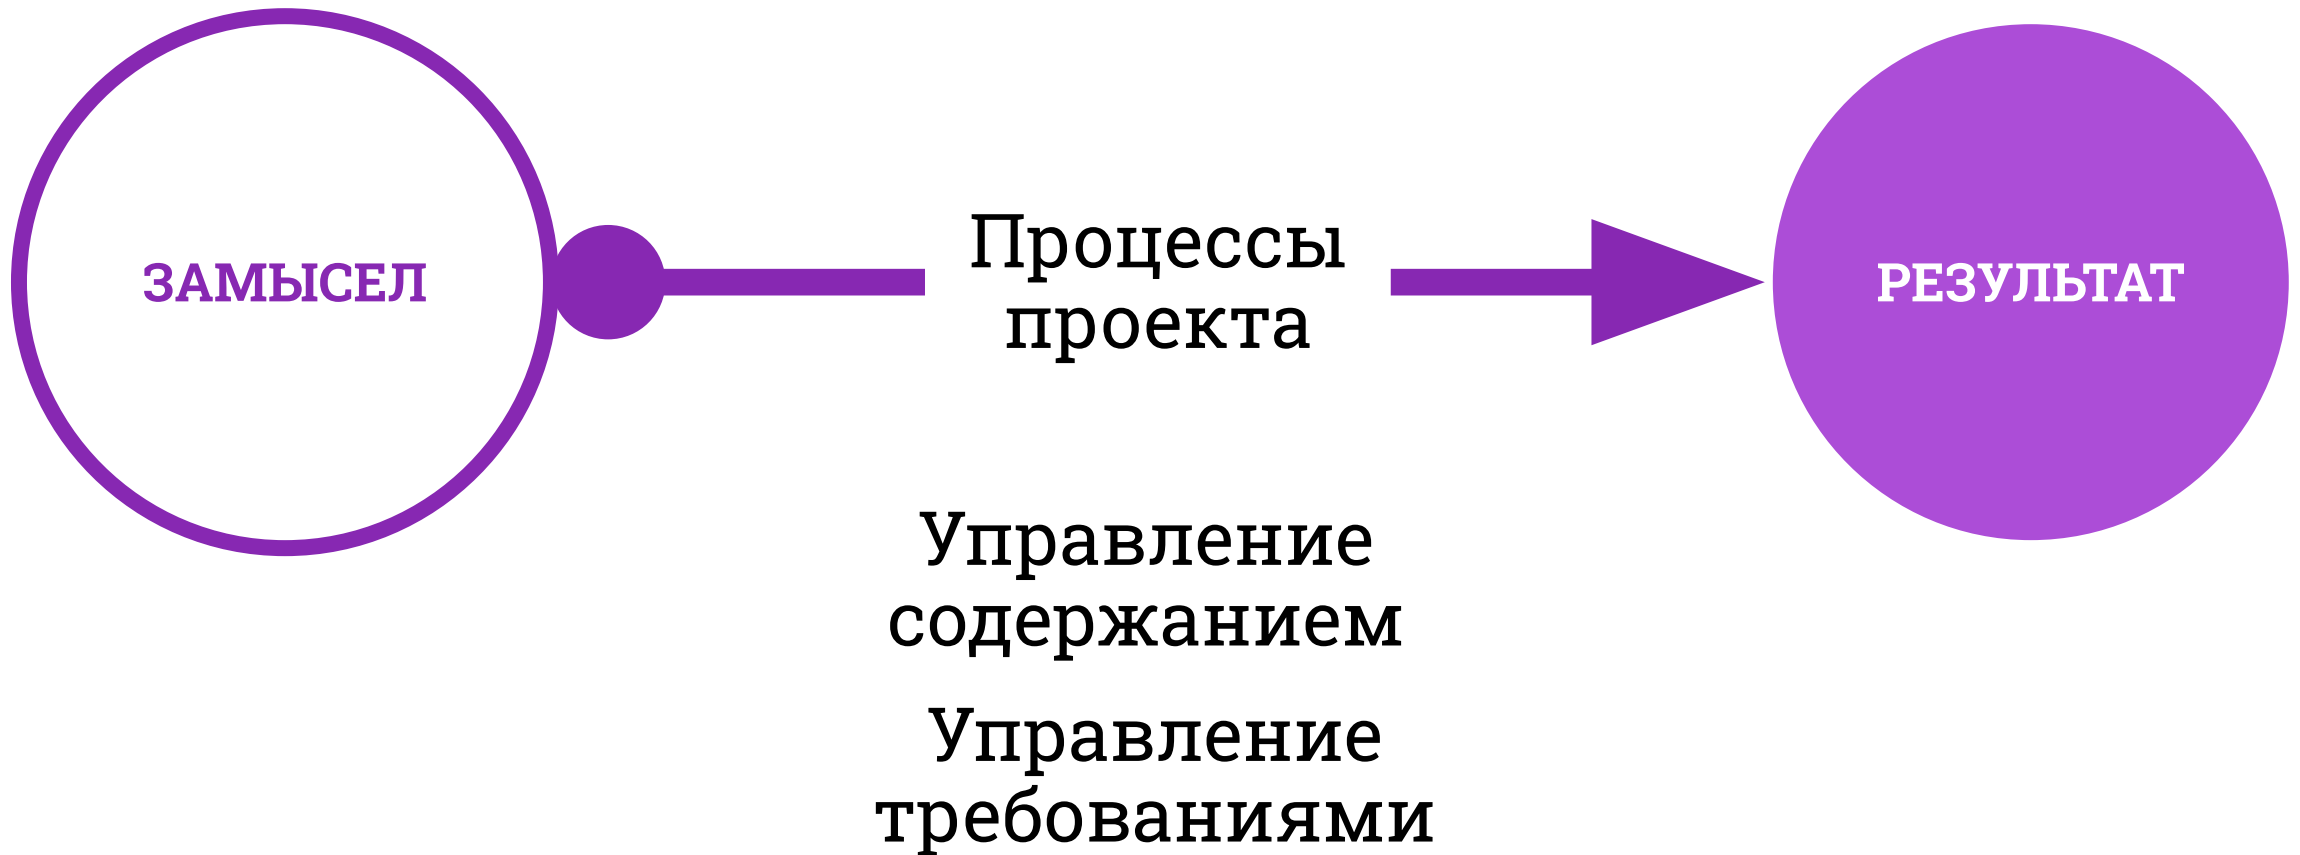 ЗАМЫСЕЛ
Процессы
проекта
РЕЗУЛЬТАТ
Управление
содержанием
Управление
требованиями